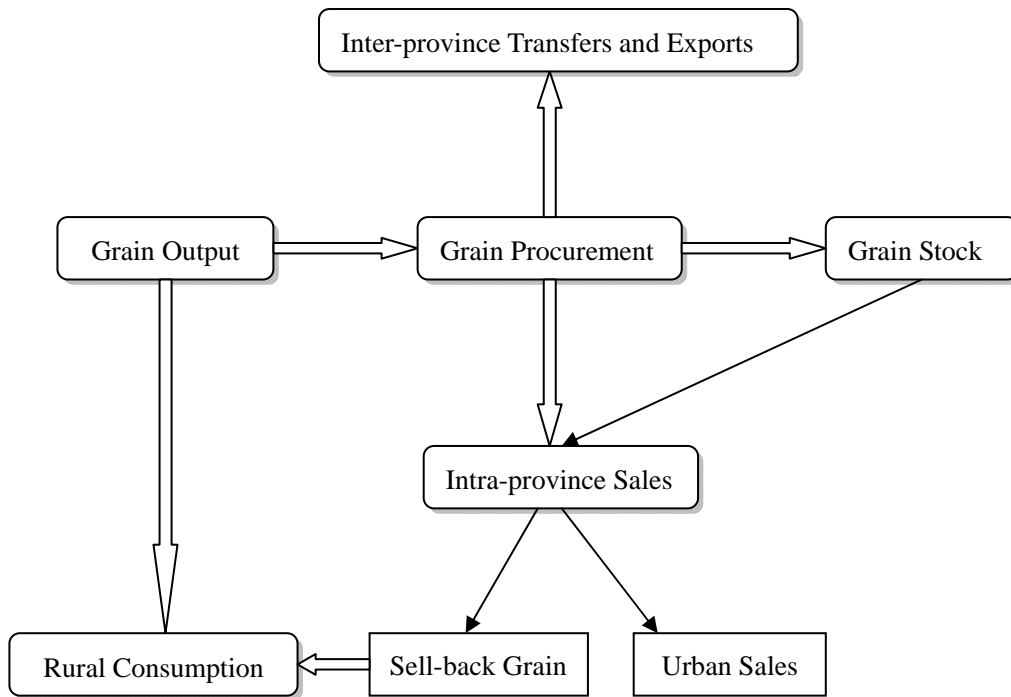 Inter-province Transfers and Exports
Grain Output
Grain Procurement
Grain Stock
Intra-province Sales
Rural Consumption
Sell-back Grain
Urban Sales